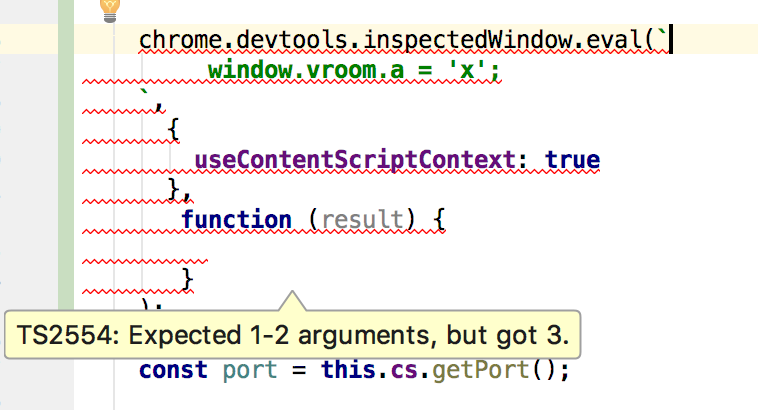 chrome.devtools.inspectedWindow.eval(`
window.vroom.a = 'x';
`,
{
useContentScriptContext: true
},
function (result) {
}
);
TS2554: Expected 1-2 arguments, but got 3.
const port = this.cs.getPort();